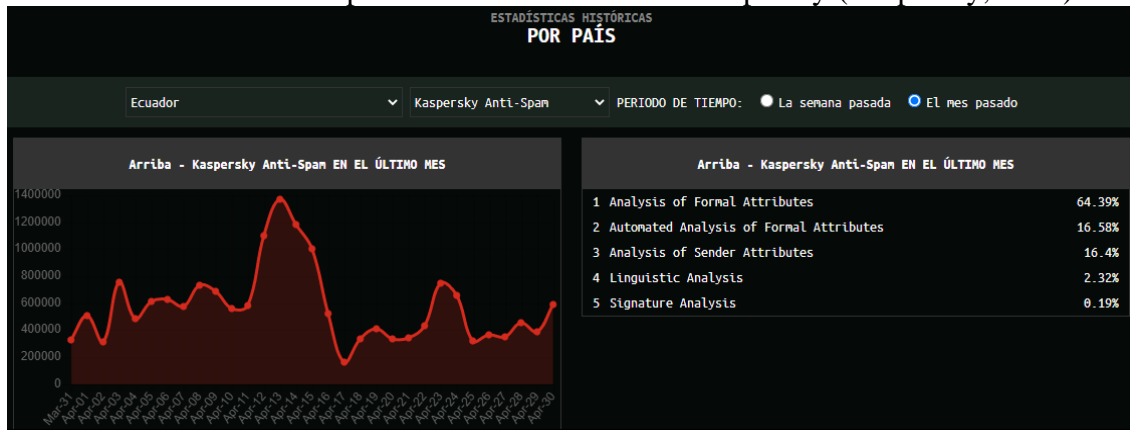 ESTADÍSTICAS HISTÓRICAS
POR PAÍS
Ecuador
Kaspersky Anti-Spam
PERIODO DE TIEMPO:
La semana pasada
El mes pasado
Arriba - Kaspersky Anti-Spam EN EL ÚLTIMO MES
1400000
1200000
1000000
800000
600000
400000
200000
0
Mar-31
Apr-01
Apr-02
Apr-03
Apr-04
Apr-05
Apr-06
Apr-07
Apr-08
Apr-09
Apr-10
Apr-11
Apr-12
Apr-13
Apr-14
Apr-15
Apr-16
Apr-17
Apr-18
Apr-19
Apr-20
Apr-21
Apr-22
Apr-23
Apr-24
Apr-25
Apr-26
Apr-27
Apr-28
Apr-29
Apr-30
Arriba - Kaspersky Anti-Spam EN EL ÚLTIMO MES
1 Analysis of Formal Attributes 64.39%
2 Automated Analysis of Formal Attributes 16.58%
3 Analysis of Sender Attributes 16.4%
4 Linguistic Analysis 2.32%
5 Signature Analysis 0.19%